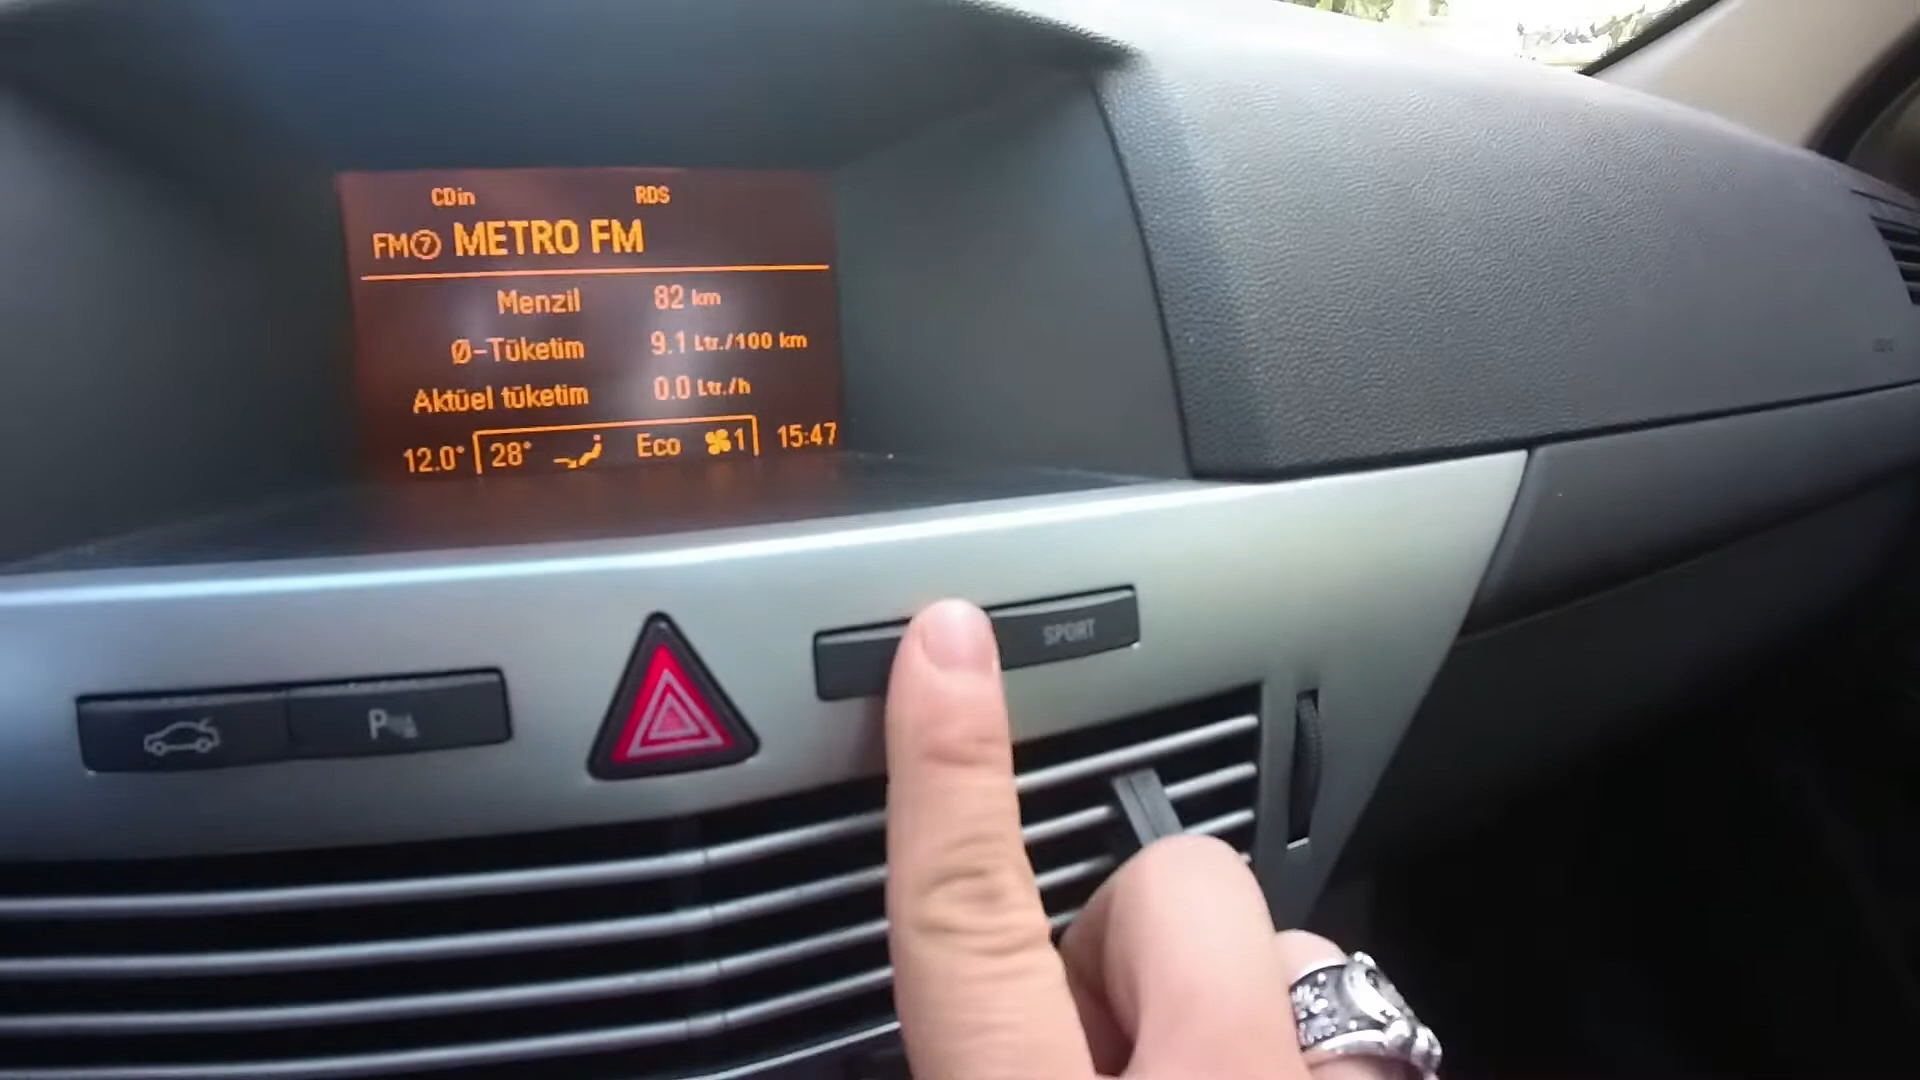 CDin RDS
FM⑦ METRO FM
Menzil 82 km
Ø-Tüketim 9.1 Ltr./100 km
Aktüel tüketim 0.0 Ltr./h
12.0° 28° Eco 1 15:47
SPORT
P